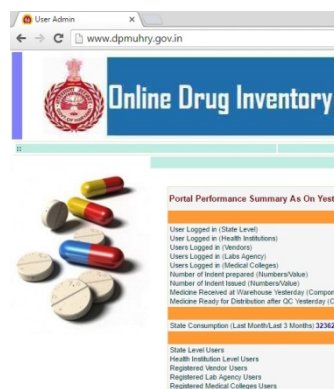 User Admin
www.dpmuhry.gov.in
Online Drug Inventory
Portal Performance Summary As On Yest
User Logged in (State Level)
User Logged in (Health Institutions)
Users Logged in (Vendors)
Users Logged in (Labs Agency)
Users Logged in (Medical Colleges)
Number of Indent prepared (Numbers/Value)
Number of Indent Issued (Numbers/Value)
Medicine Received at Warehouse Yesterday (Compon
Medicine Ready for Distribution after QC Yesterday (C
State Consumption (Last Month/Last 3 Months) 32362
State Level Users
Health Institution Level Users
Registered Vendor Users
Registered Lab Agency Users
Registered Medical Colleges Users